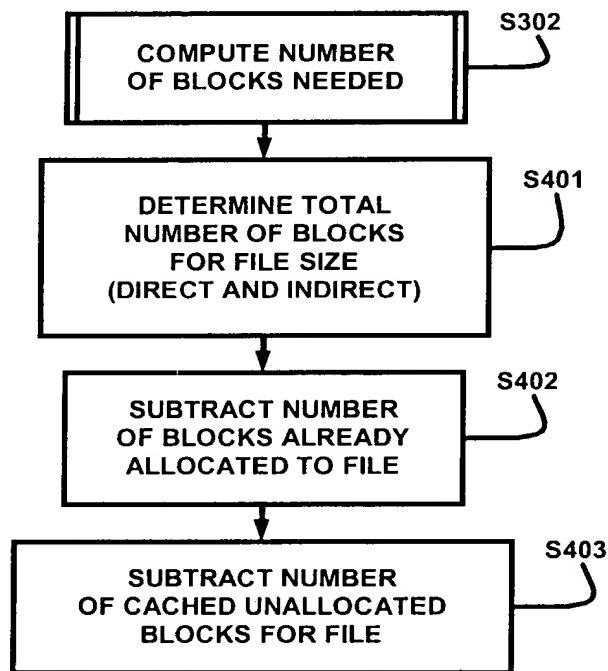 S302
COMPUTE NUMBER
OF BLOCKS NEEDED
S401
DETERMINE TOTAL
NUMBER OF BLOCKS
FOR FILE SIZE
(DIRECT AND INDIRECT)
S402
SUBTRACT NUMBER
OF BLOCKS ALREADY
ALLOCATED TO FILE
S403
SUBTRACT NUMBER
OF CACHED UNALLOCATED
BLOCKS FOR FILE